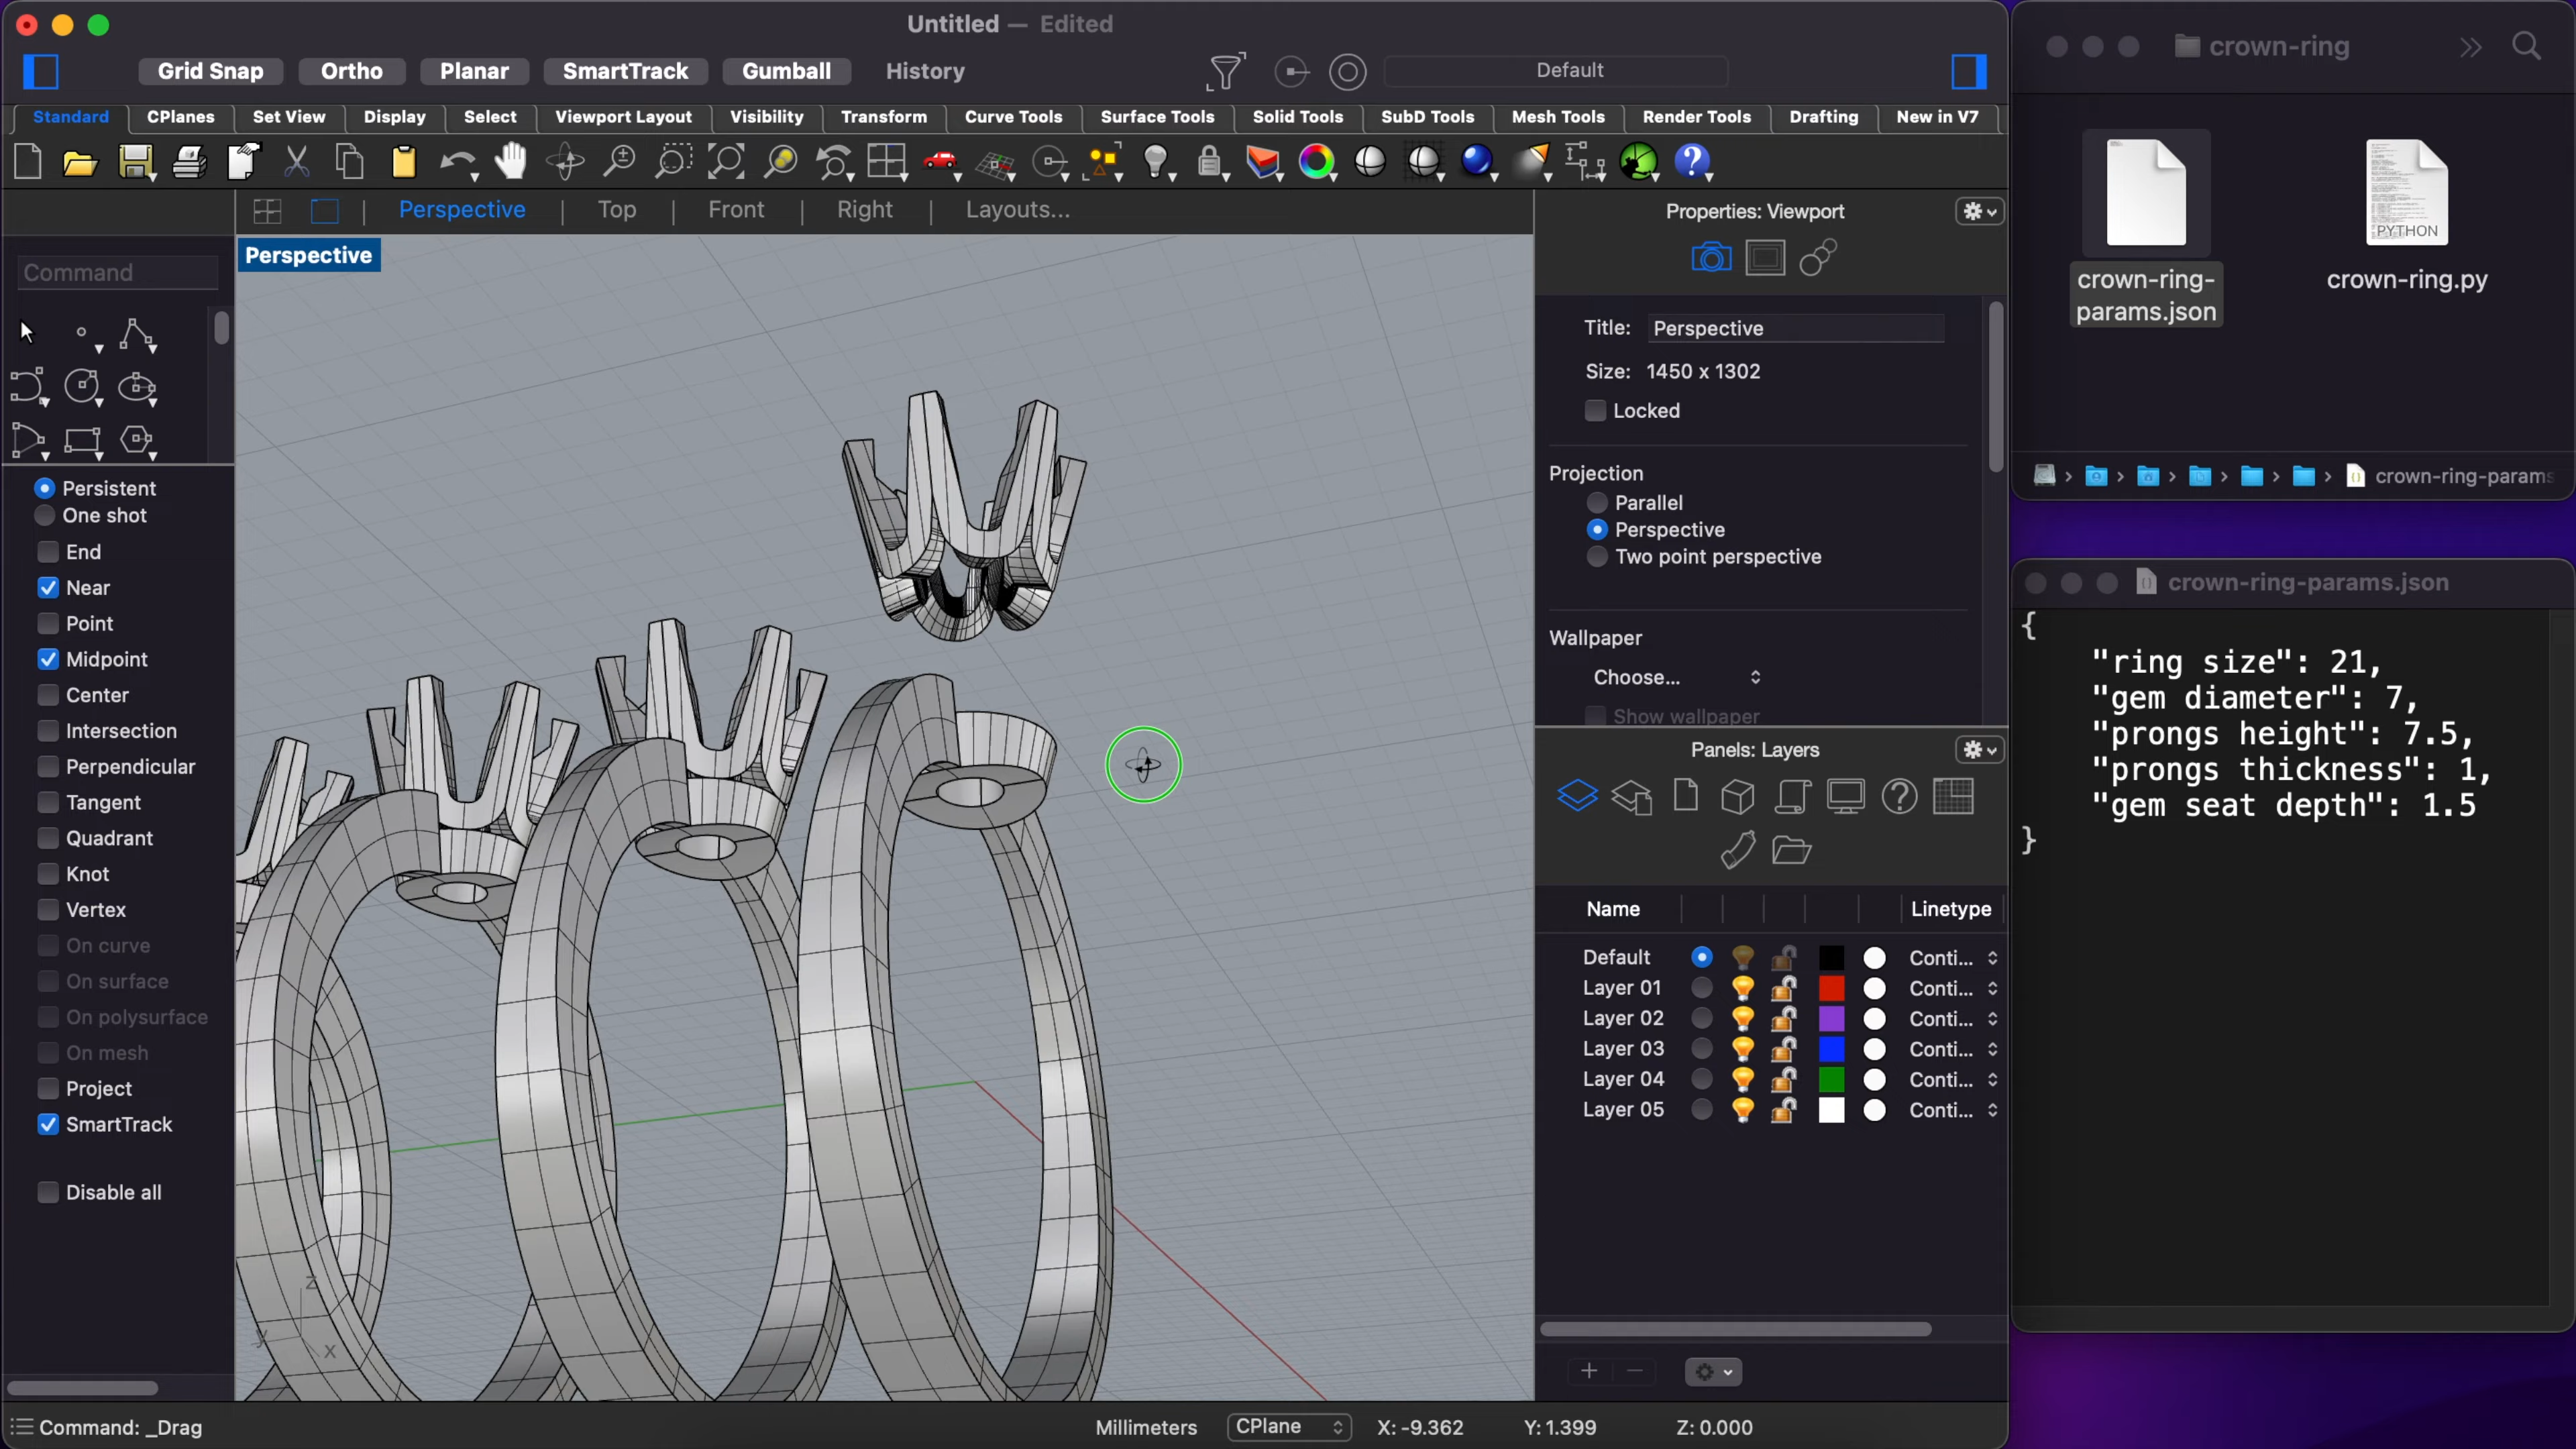 Untitled — Edited
Grid Snap
Ortho
Planar
SmartTrack
Gumball
History
Default
Standard
CPlanes
Set View
Display
Select
Viewport Layout
Visibility
Transform
Curve Tools
Surface Tools
Solid Tools
SubD Tools
Mesh Tools
Render Tools
Drafting
New in V7
Perspective
Top
Front
Right
Layouts...
Command
Persistent
One shot
End
Near
Point
Midpoint
Center
Intersection
Perpendicular
Tangent
Quadrant
Knot
Vertex
On curve
On surface
On polysurface
On mesh
Project
SmartTrack
Disable all
Perspective
z
y
x
Properties: Viewport
Title: Perspective
Size: 1450 x 1302
Locked
Projection
Parallel
Perspective
Two point perspective
Wallpaper
Choose...
Show wallpaper
Panels: Layers
Name Linetype
Default Conti...
Layer 01 Conti...
Layer 02 Conti...
Layer 03 Conti...
Layer 04 Conti...
Layer 05 Conti...
Command: _Drag
Millimeters
CPlane
X: -9.362
Y: 1.399
Z: 0.000
crown-ring
PYTHON
crown-ring-
params.json
crown-ring.py
crown-ring-params
crown-ring-params.json
{
"ring size": 21,
"gem diameter": 7,
"prongs height": 7.5,
"prongs thickness": 1,
"gem seat depth": 1.5
}